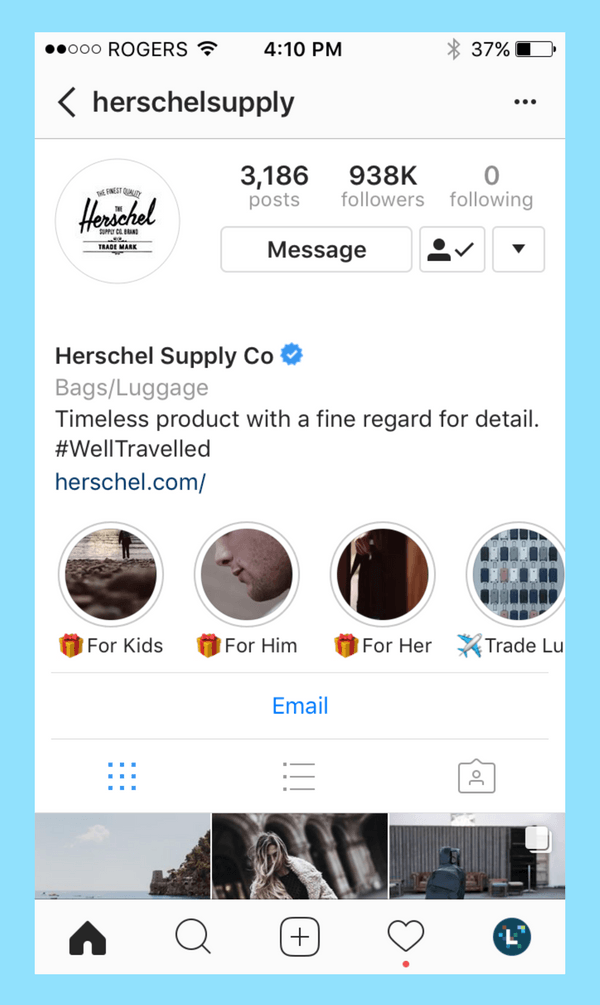 ROGERS 4:10 PM 37%
herschelsupply
3,186 938K 0
posts followers following
THE FINEST QUALITY
THE
Herschel
SUPPLY CO. BRAND
TRADE MARK
Message
Herschel Supply Co
Bags/Luggage
Timeless product with a fine regard for detail.
#WellTravelled
herschel.com/
🎁For Kids 🎁For Him 🎁For Her ✈️Trade Lu
Email
L